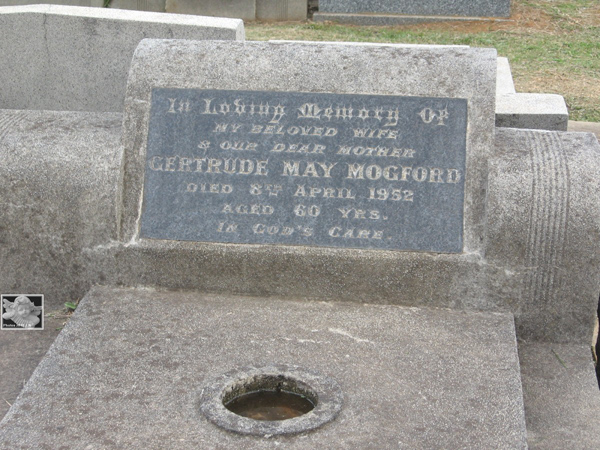 In Loving Memory Of
MY BELOVED WIFE
& OUR DEAR MOTHER
GERTRUDE MAY MOGFORD
DIED 8TH APRIL 1952
AGED 60 YRS.
IN GOD'S CARE.